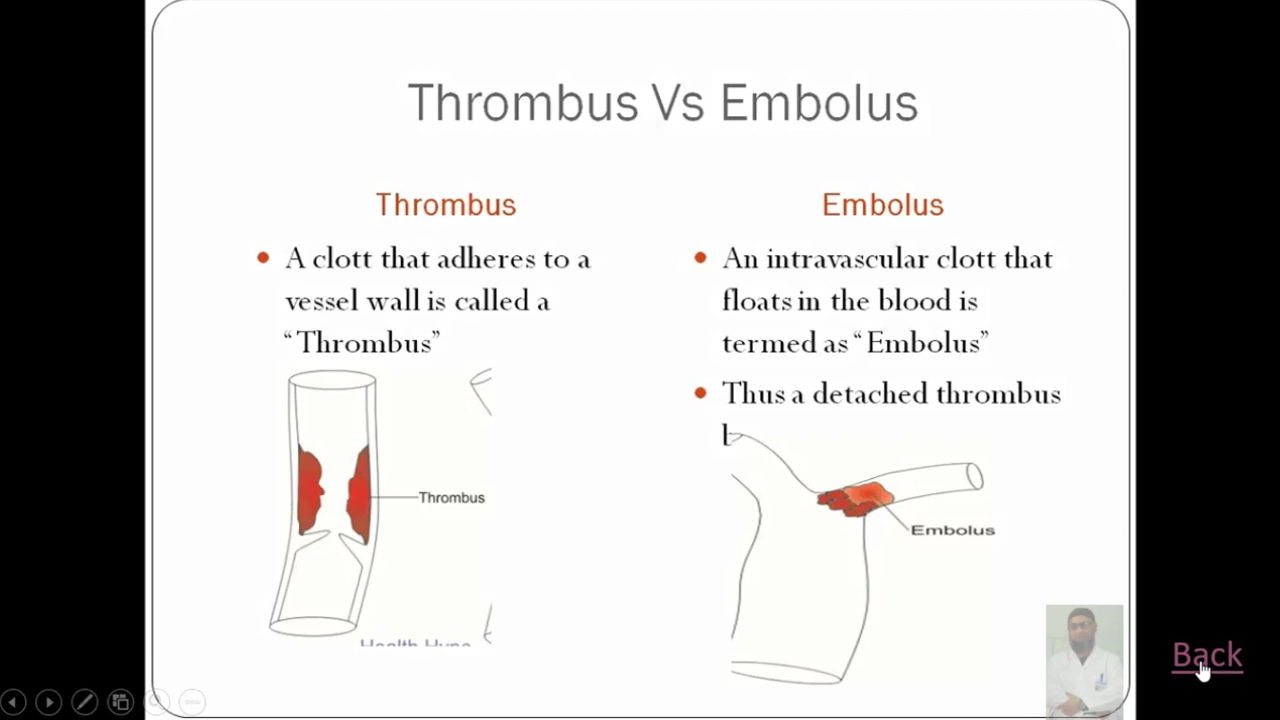 Thrombus Vs Embolus
Thrombus
• A clott that adheres to a
vessel wall is called a
“Thrombus”
Thrombus
Embolus
• An intravascular clott that
floats in the blood is
termed as “Embolus”
• Thus a detached thrombus
Embolus
Back